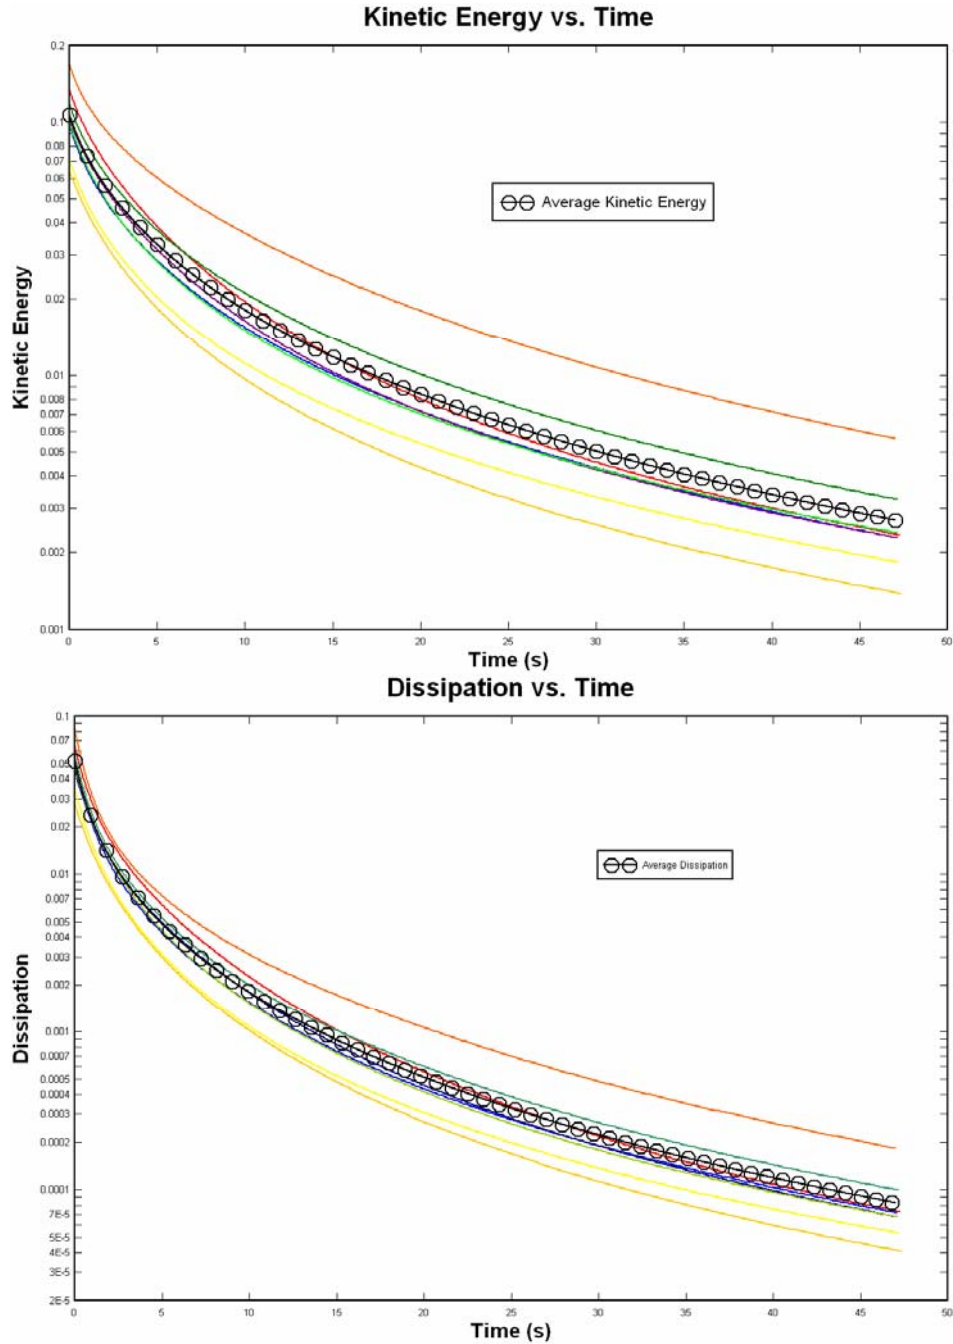 Kinetic Energy vs. Time
0.2
0.1
0.08
0.07
0.05
0.04
0.03
0.02
0.01
0.008
0.007
0.005
0.004
0.003
0.002
0.001
Kinetic Energy
Average Kinetic Energy
0 5 10 15 20 25 30 35 40 45 50
Time (s)
Dissipation vs. Time
0.1
0.07
0.05
0.04
0.03
0.02
0.01
0.007
0.005
0.004
0.003
0.002
0.001
0.0007
0.0005
0.0004
0.0003
0.0002
0.0001
7E-5
5E-5
4E-5
2E-5
Dissipation
Average Dissipation
0 5 10 15 20 25 30 35 40 45 50
Time (s)